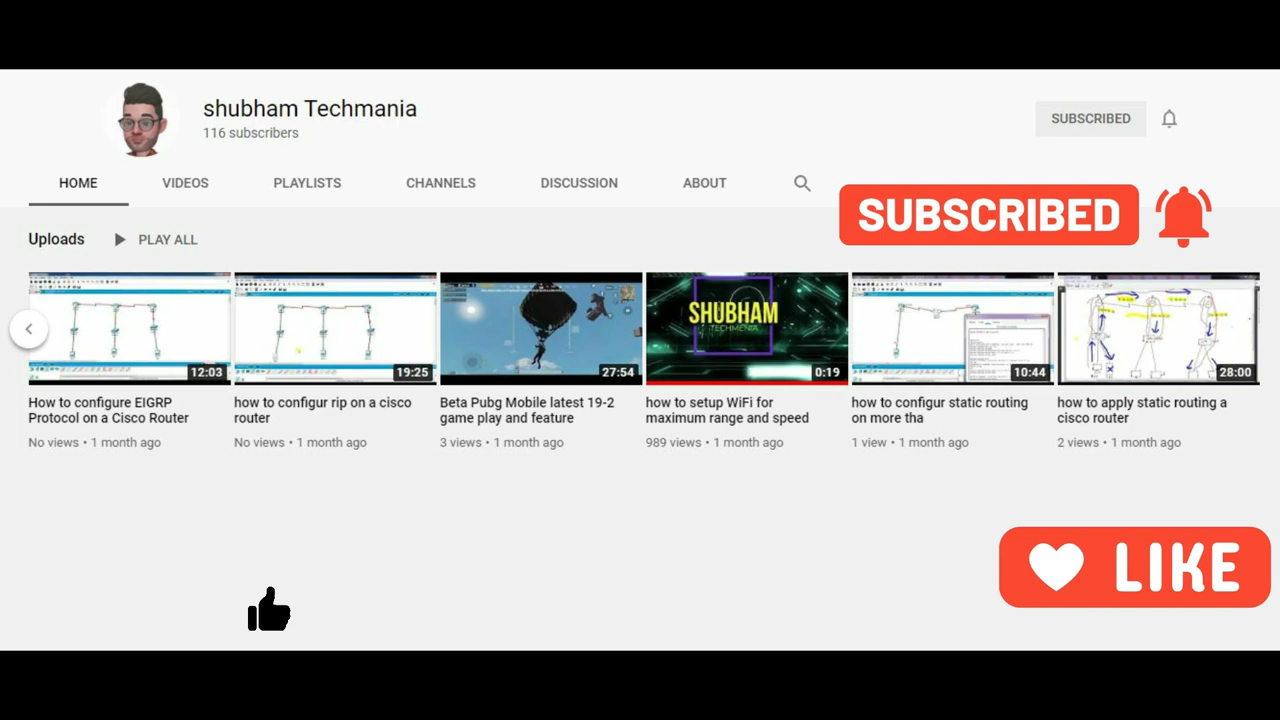 shubham Techmania
116 subscribers
SUBSCRIBED
HOME VIDEOS PLAYLISTS CHANNELS DISCUSSION ABOUT
SUBSCRIBED
Uploads PLAY ALL
SHUBHAM
TECHMENIA
12:03
19:25
27:54
0:19
10:44
28:00
How to configure EIGRP
Protocol on a Cisco Router
No views • 1 month ago
how to configur rip on a cisco
router
No views • 1 month ago
Beta Pubg Mobile latest 19-2
game play and feature
3 views • 1 month ago
how to setup WiFi for
maximum range and speed
989 views • 1 month ago
how to configur static routing
on more tha
1 view • 1 month ago
how to apply static routing a
cisco router
2 views • 1 month ago
LIKE